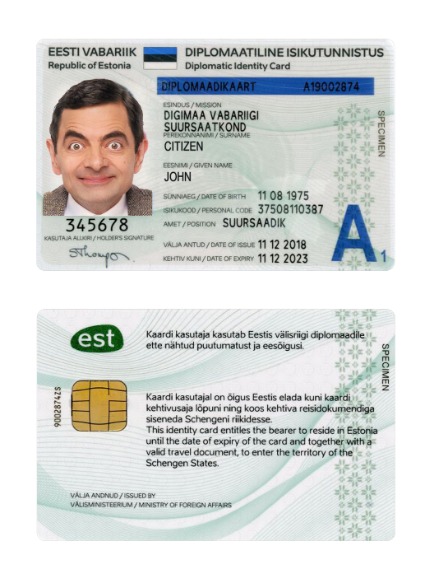 EESTI VABARIIK
Republic of Estonia
DIPLOMAATILINE ISIKUTUNNISTUS
Diplomatic Identity Card
DIPLOMAADIKAART A19002874
ESINDUS / MISSION
DIGIMAA VABARIIGI
SUURSAATKOND
PEREKONNANIMI / SURNAME
CITIZEN
EESNIMI / GIVEN NAME
JOHN
SÜNNIAEG / DATE OF BIRTH 11 08 1975
ISIKUKOOD / PERSONAL CODE 37508110387
AMET / POSITION SUURSAADIK
VÄLJA ANTUD / DATE OF ISSUE 11 12 2018
KEHTIV KUNI / DATE OF EXPIRY 11 12 2023
345678
KASUTAJA ALLKIRI / HOLDER'S SIGNATURE
SPECIMEN
A1
est
Kaardi kasutaja kasutab Eestis välisriigi diplomaadile
ette nähtud puutumatust ja eesõigusi.
Kaardi kasutajal on õigus Eestis elada kuni kaardi
kehtivusaja lõpuni ning koos kehtiva reisidokumendiga
siseneda Schengeni riikidesse.
This identity card entitles the bearer to reside in Estonia
until the date of expiry of the card and together with a
valid travel document, to enter the territory of the
Schengen States.
VÄLJA ANDNUD / ISSUED BY
VÄLISMINISTEERIUM / MINISTRY OF FOREIGN AFFAIRS
SPECIMEN